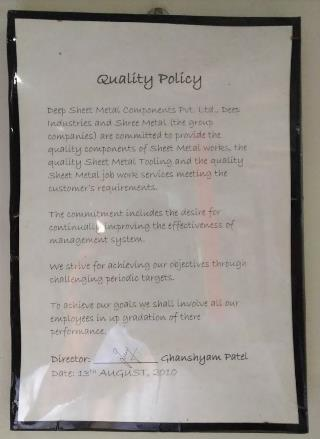 Quality Policy
Deep Sheet Metal Components Pvt. Ltd., Dees
Industries and Shree Metal (the group
companies) are committed to provide the
quality components of Sheet Metal works, the
quality Sheet Metal Tooling and the quality
Sheet Metal job work services meeting the
customer's requirements.
The commitment includes the desire for
continually improving the effectiveness of
management system.
We strive for achieving our objectives through
challenging periodic targets.
To achieve our goals we shall involve all our
employees in up gradation of there
performance.
Director: Ghanshyam Patel
Date: 13TH AUGUST, 2010